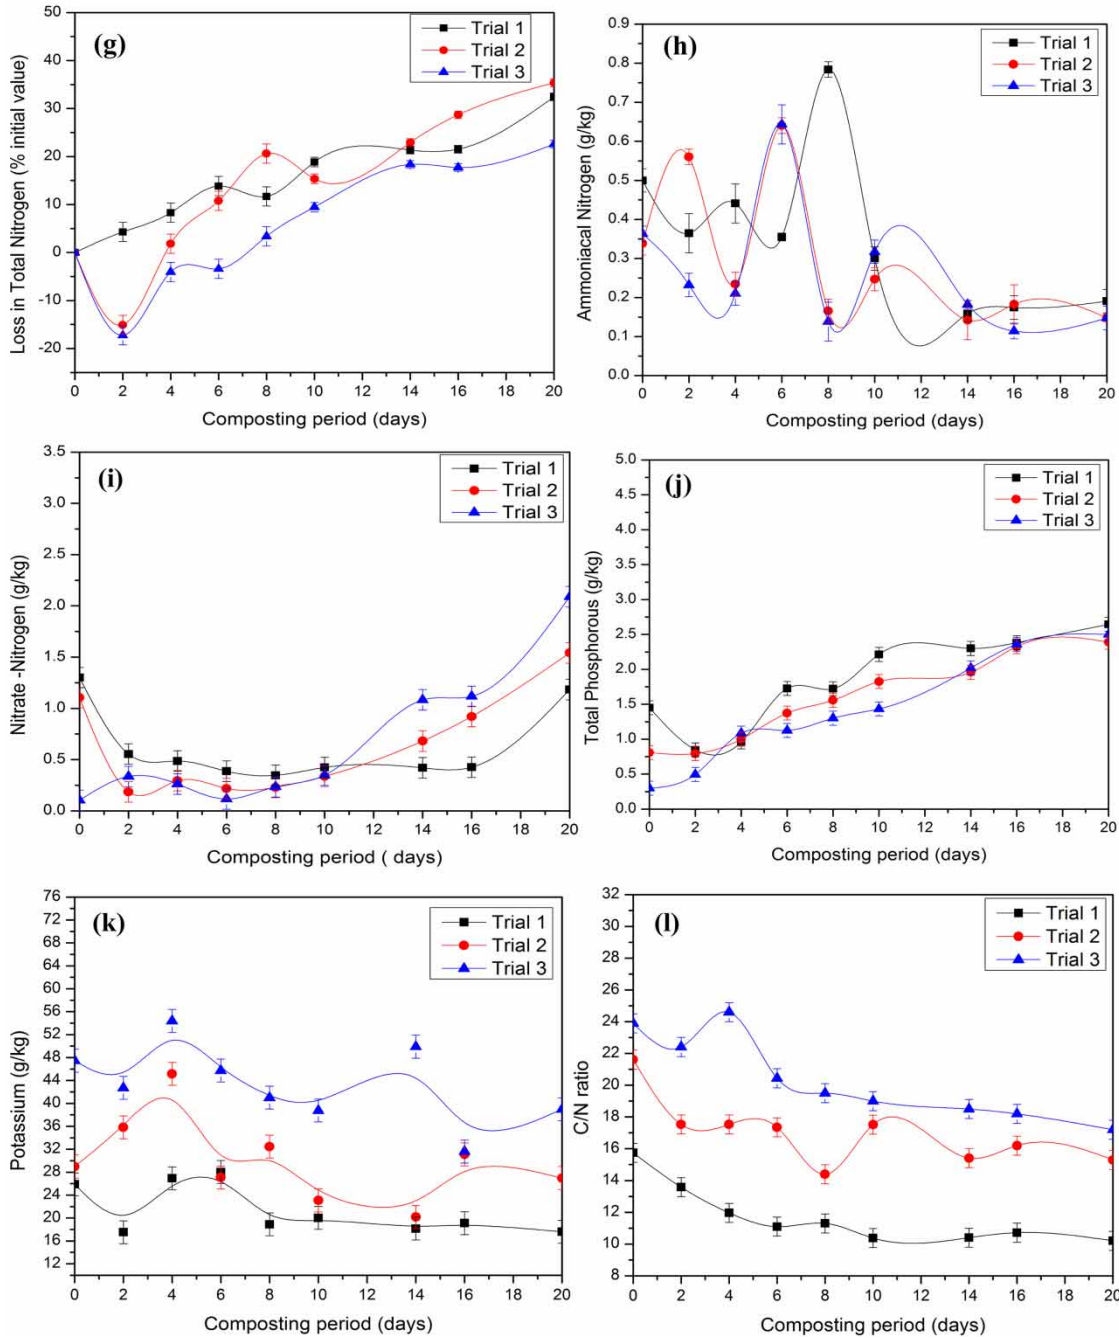 (g)
Trial 1
Trial 2
Trial 3
50
40
30
20
10
0
-10
-20
Loss in Total Nitrogen (% initial value)
0 2 4 6 8 10 12 14 16 18 20
Composting period (days)
(h)
Trial 1
Trial 2
Trial 3
0.9
0.8
0.7
0.6
0.5
0.4
0.3
0.2
0.1
0.0
Ammoniacal Nitrogen (g/kg)
0 2 4 6 8 10 12 14 16 18 20
Composting period (days)
(i)
Trial 1
Trial 2
Trial 3
3.5
3.0
2.5
2.0
1.5
1.0
0.5
0.0
Nitrate -Nitrogen (g/kg)
0 2 4 6 8 10 12 14 16 18 20
Composting period ( days)
(j)
Trial 1
Trial 2
Trial 3
5.0
4.5
4.0
3.5
3.0
2.5
2.0
1.5
1.0
0.5
0.0
Total Phosphorous (g/kg)
0 2 4 6 8 10 12 14 16 18 20
Composting period (days)
(k)
Trial 1
Trial 2
Trial 3
76
72
68
64
60
56
52
48
44
40
36
32
28
24
20
16
12
Potassium (g/kg)
0 2 4 6 8 10 12 14 16 18 20
Composting period (days)
(l)
Trial 1
Trial 2
Trial 3
32
30
28
26
24
22
20
18
16
14
12
10
8
C/N ratio
0 2 4 6 8 10 12 14 16 18 20
Composting period (days)